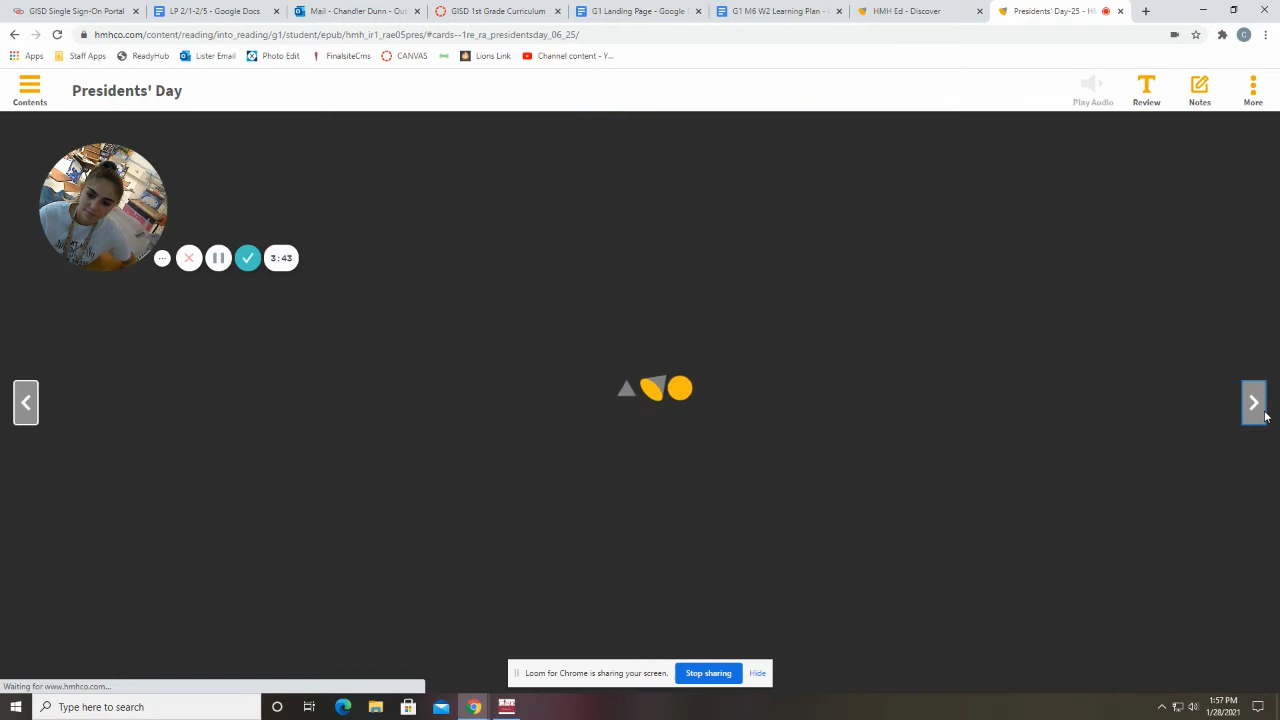 GISD Single Sign-On Portal
LP 2/1-2/5 - Google Docs
Mail - Chandler Dunn - Out
GISD 1st Grade Curriculum
G1 Landing Page - Google
G1 M6 W2 Learning Plan -
HMH Ed - Discover
Presidents' Day-25 - H
hmhco.com/content/reading/into_reading/g1/student/epub/hmh_ir1_rae05pres/#cards--1re_ra_presidentsday_06_25/
C
Apps
Staff Apps
ReadyHub
Lister Email
Photo Edit
FinalsiteCms
CANVAS
Lions Link
Channel content - Y...
Contents
Presidents' Day
Play Audio
Review
Notes
More
3:43
Loom for Chrome is sharing your screen.
Stop sharing
Hide
Waiting for www.hmhco.com...
Type here to search
1:57 PM
1/28/2021